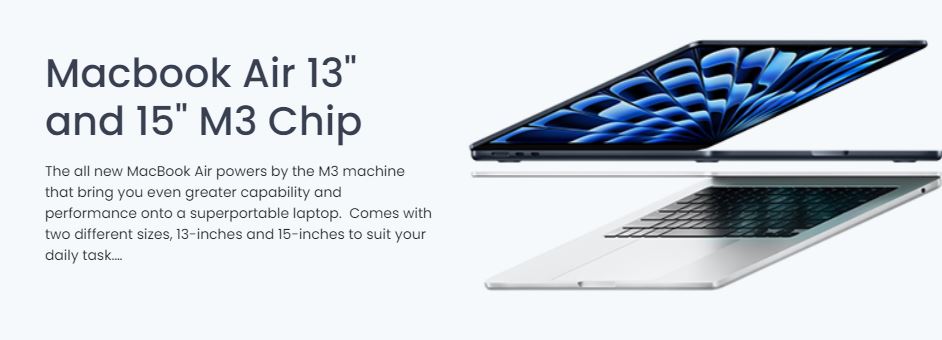 Macbook Air 13"
and 15" M3 Chip
The all new MacBook Air powers by the M3 machine
that bring you even greater capability and
performance onto a superportable laptop.  Comes with
two different sizes, 13-inches and 15-inches to suit your
daily task....